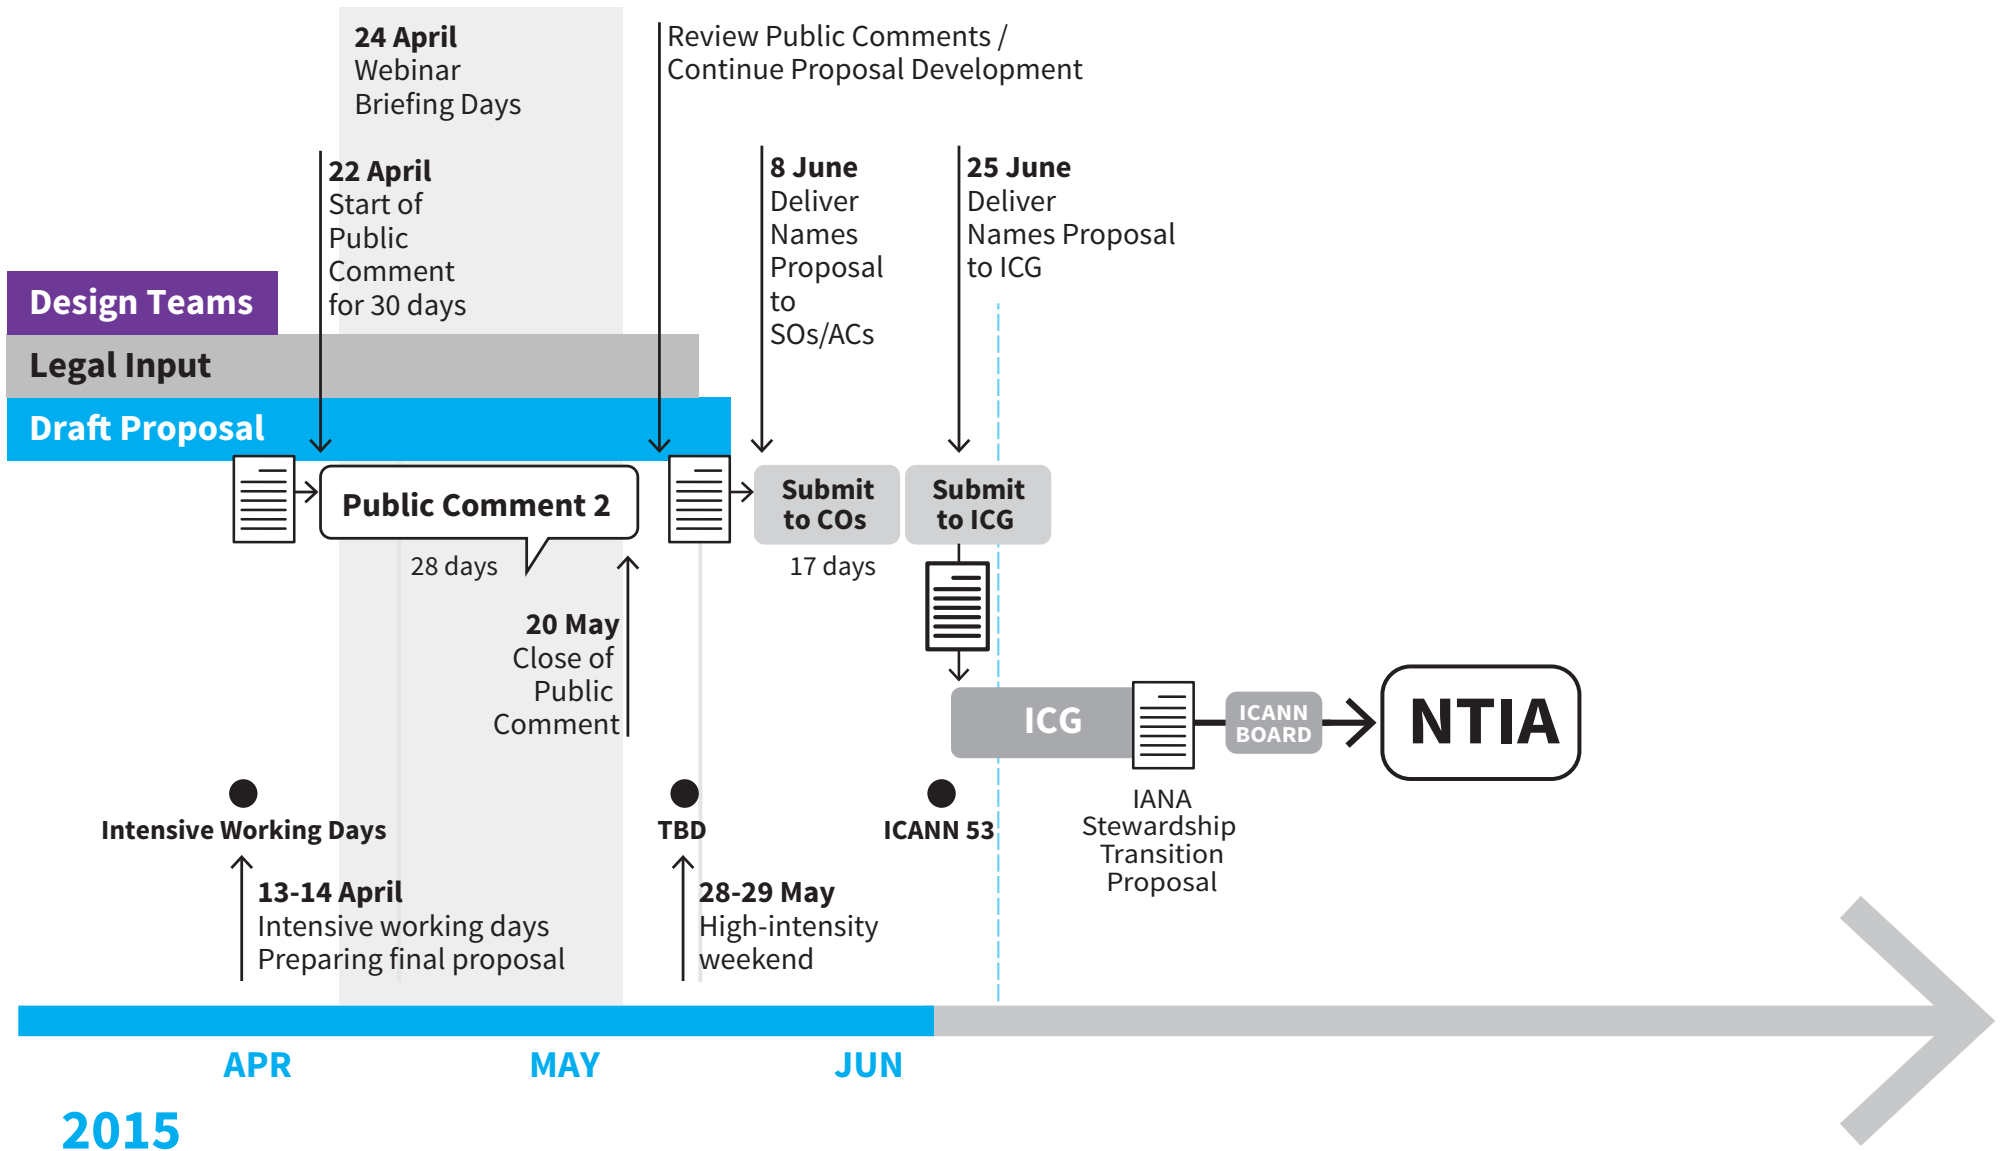 24 April
Webinar
Briefing Days
Review Public Comments /
Continue Proposal Development
22 April
Start of
Public
Comment
for 30 days
8 June
Deliver
Names
Proposal
to
SOs/ACs
25 June
Deliver
Names Proposal
to ICG
Design Teams
Legal Input
Draft Proposal
Public Comment 2
28 days
Submit
to COs
17 days
Submit
to ICG
20 May
Close of
Public
Comment
ICG
ICANN
BOARD
NTIA
IANA
Stewardship
Transition
Proposal
Intensive Working Days
TBD
ICANN 53
13-14 April
Intensive working days
Preparing final proposal
28-29 May
High-intensity
weekend
APR
MAY
JUN
2015